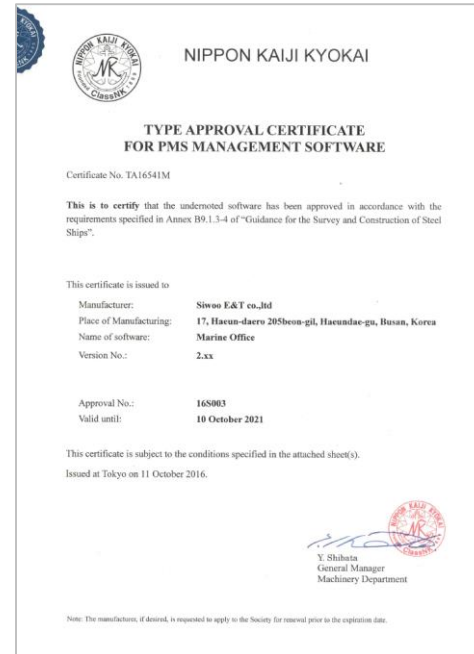 NIPPON KAIJI KYOKAI
NIPPON KAIJI KYOKAI
ClassNK
TYPE APPROVAL CERTIFICATE
FOR PMS MANAGEMENT SOFTWARE
Certificate No. TA16541M
This is to certify that the undernoted software has been approved in accordance with the
requirements specified in Annex B9.1.3-4 of "Guidance for the Survey and Construction of Steel
Ships".
This certificate is issued to
Manufacturer: Siwoo E&T co.,ltd
Place of Manufacturing: 17, Haeun-daero 205beon-gil, Haeundae-gu, Busan, Korea
Name of software: Marine Office
Version No.: 2.xx
Approval No.: 16S003
Valid until: 10 October 2021
This certificate is subject to the conditions specified in the attached sheet(s).
Issued at Tokyo on 11 October 2016.
Y. Shibata
General Manager
Machinery Department
Note: The manufacturer, if desired, is requested to apply to the Society for renewal prior to the expiration date.